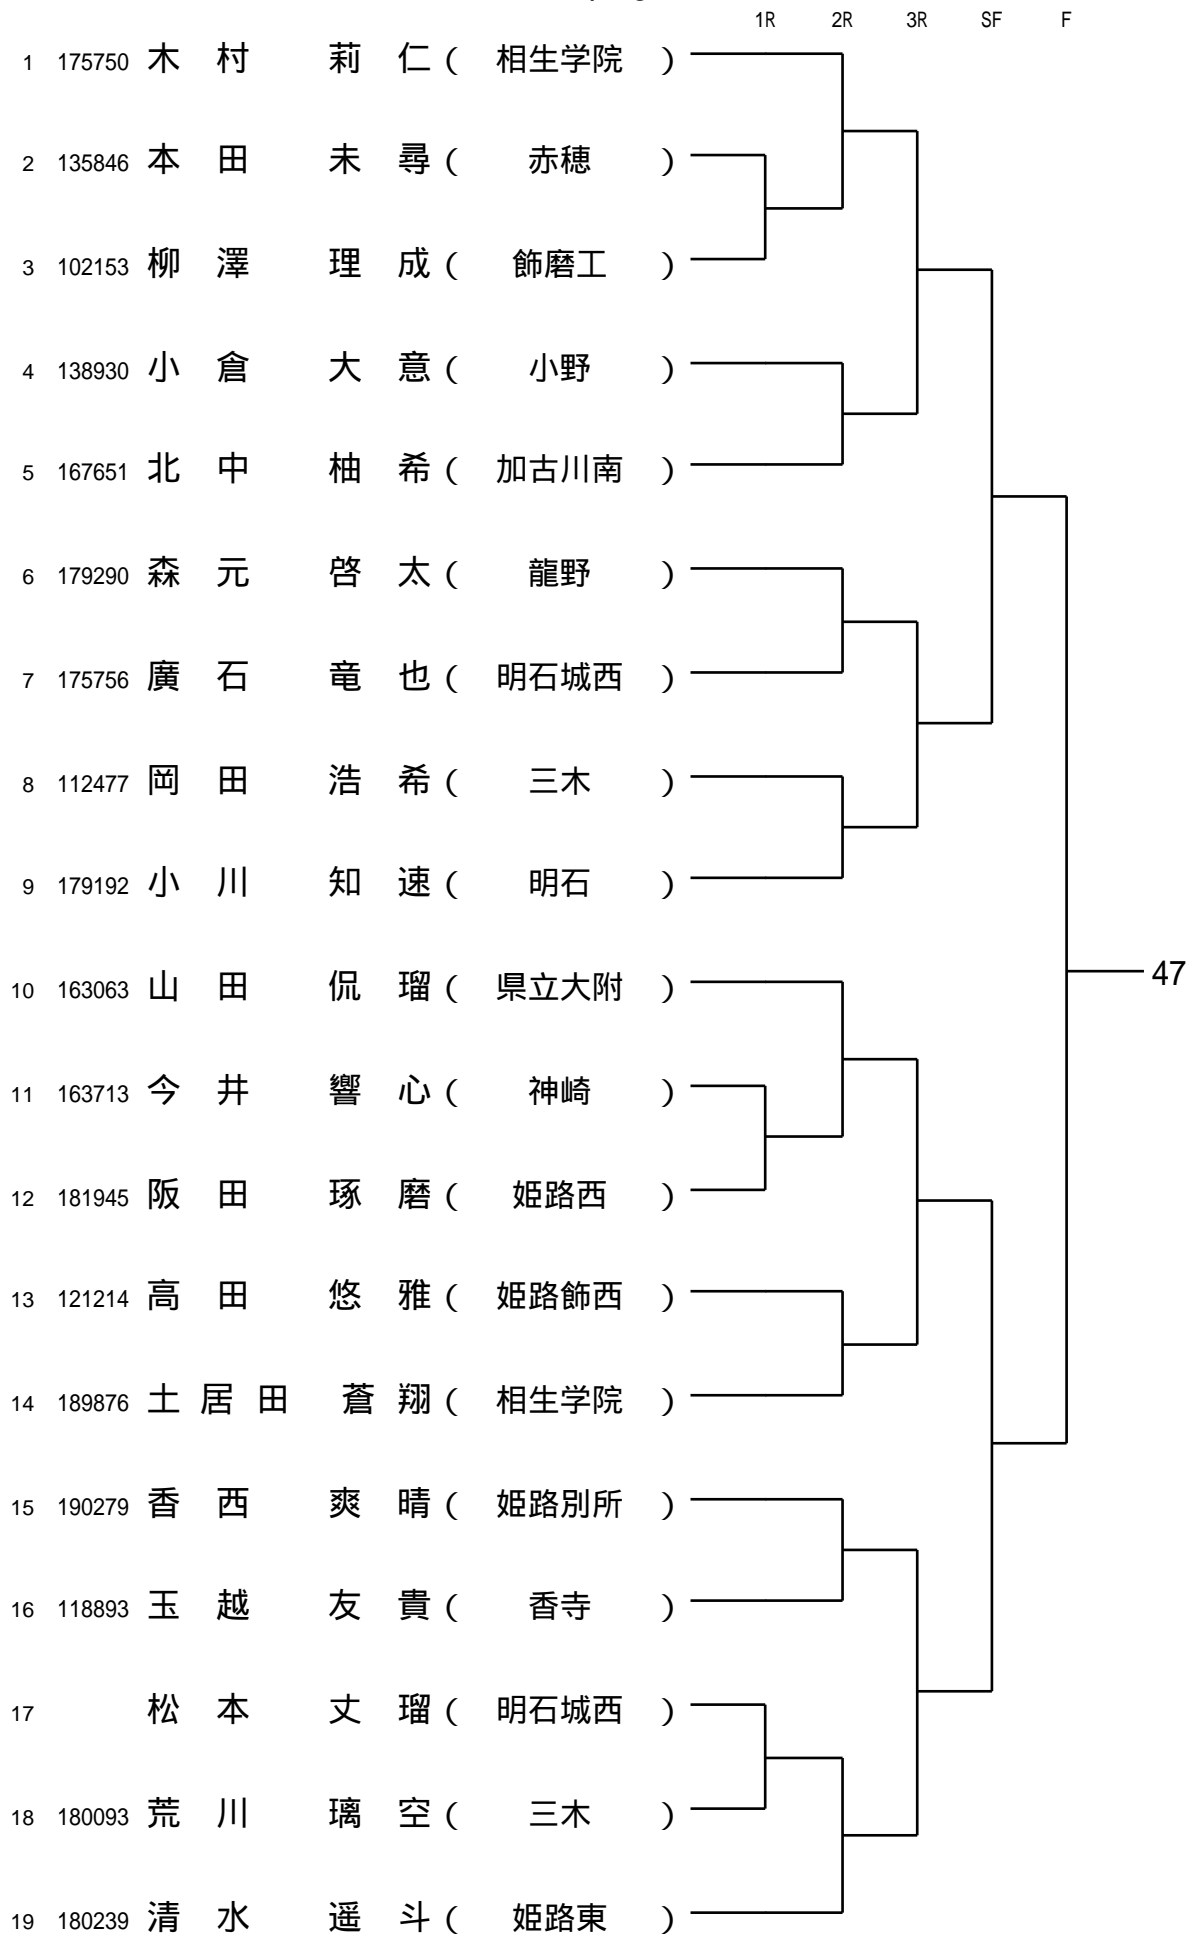 1R 2R 3R SF F
1 175750 木 村 莉 仁 ( 相生学院 )
2 135846 本 田 未 尋 ( 赤穂 )
3 102153 柳 澤 理 成 ( 飾磨工 )
4 138930 小 倉 大 意 ( 小野 )
5 167651 北 中 柚 希 ( 加古川南 )
6 179290 森 元 啓 太 ( 龍野 )
7 175756 廣 石 竜 也 ( 明石城西 )
8 112477 岡 田 浩 希 ( 三木 )
9 179192 小 川 知 速 ( 明石 )
47
10 163063 山 田 侃 瑠 ( 県立大附 )
11 163713 今 井 響 心 ( 神崎 )
12 181945 阪 田 琢 磨 ( 姫路西 )
13 121214 高 田 悠 雅 ( 姫路飾西 )
14 189876 土 居 田 蒼 翔 ( 相生学院 )
15 190279 香 西 爽 晴 ( 姫路別所 )
16 118893 玉 越 友 貴 ( 香寺 )
17 松 本 丈 瑠 ( 明石城西 )
18 180093 荒 川 璃 空 ( 三木 )
19 180239 清 水 遥 斗 ( 姫路東 )